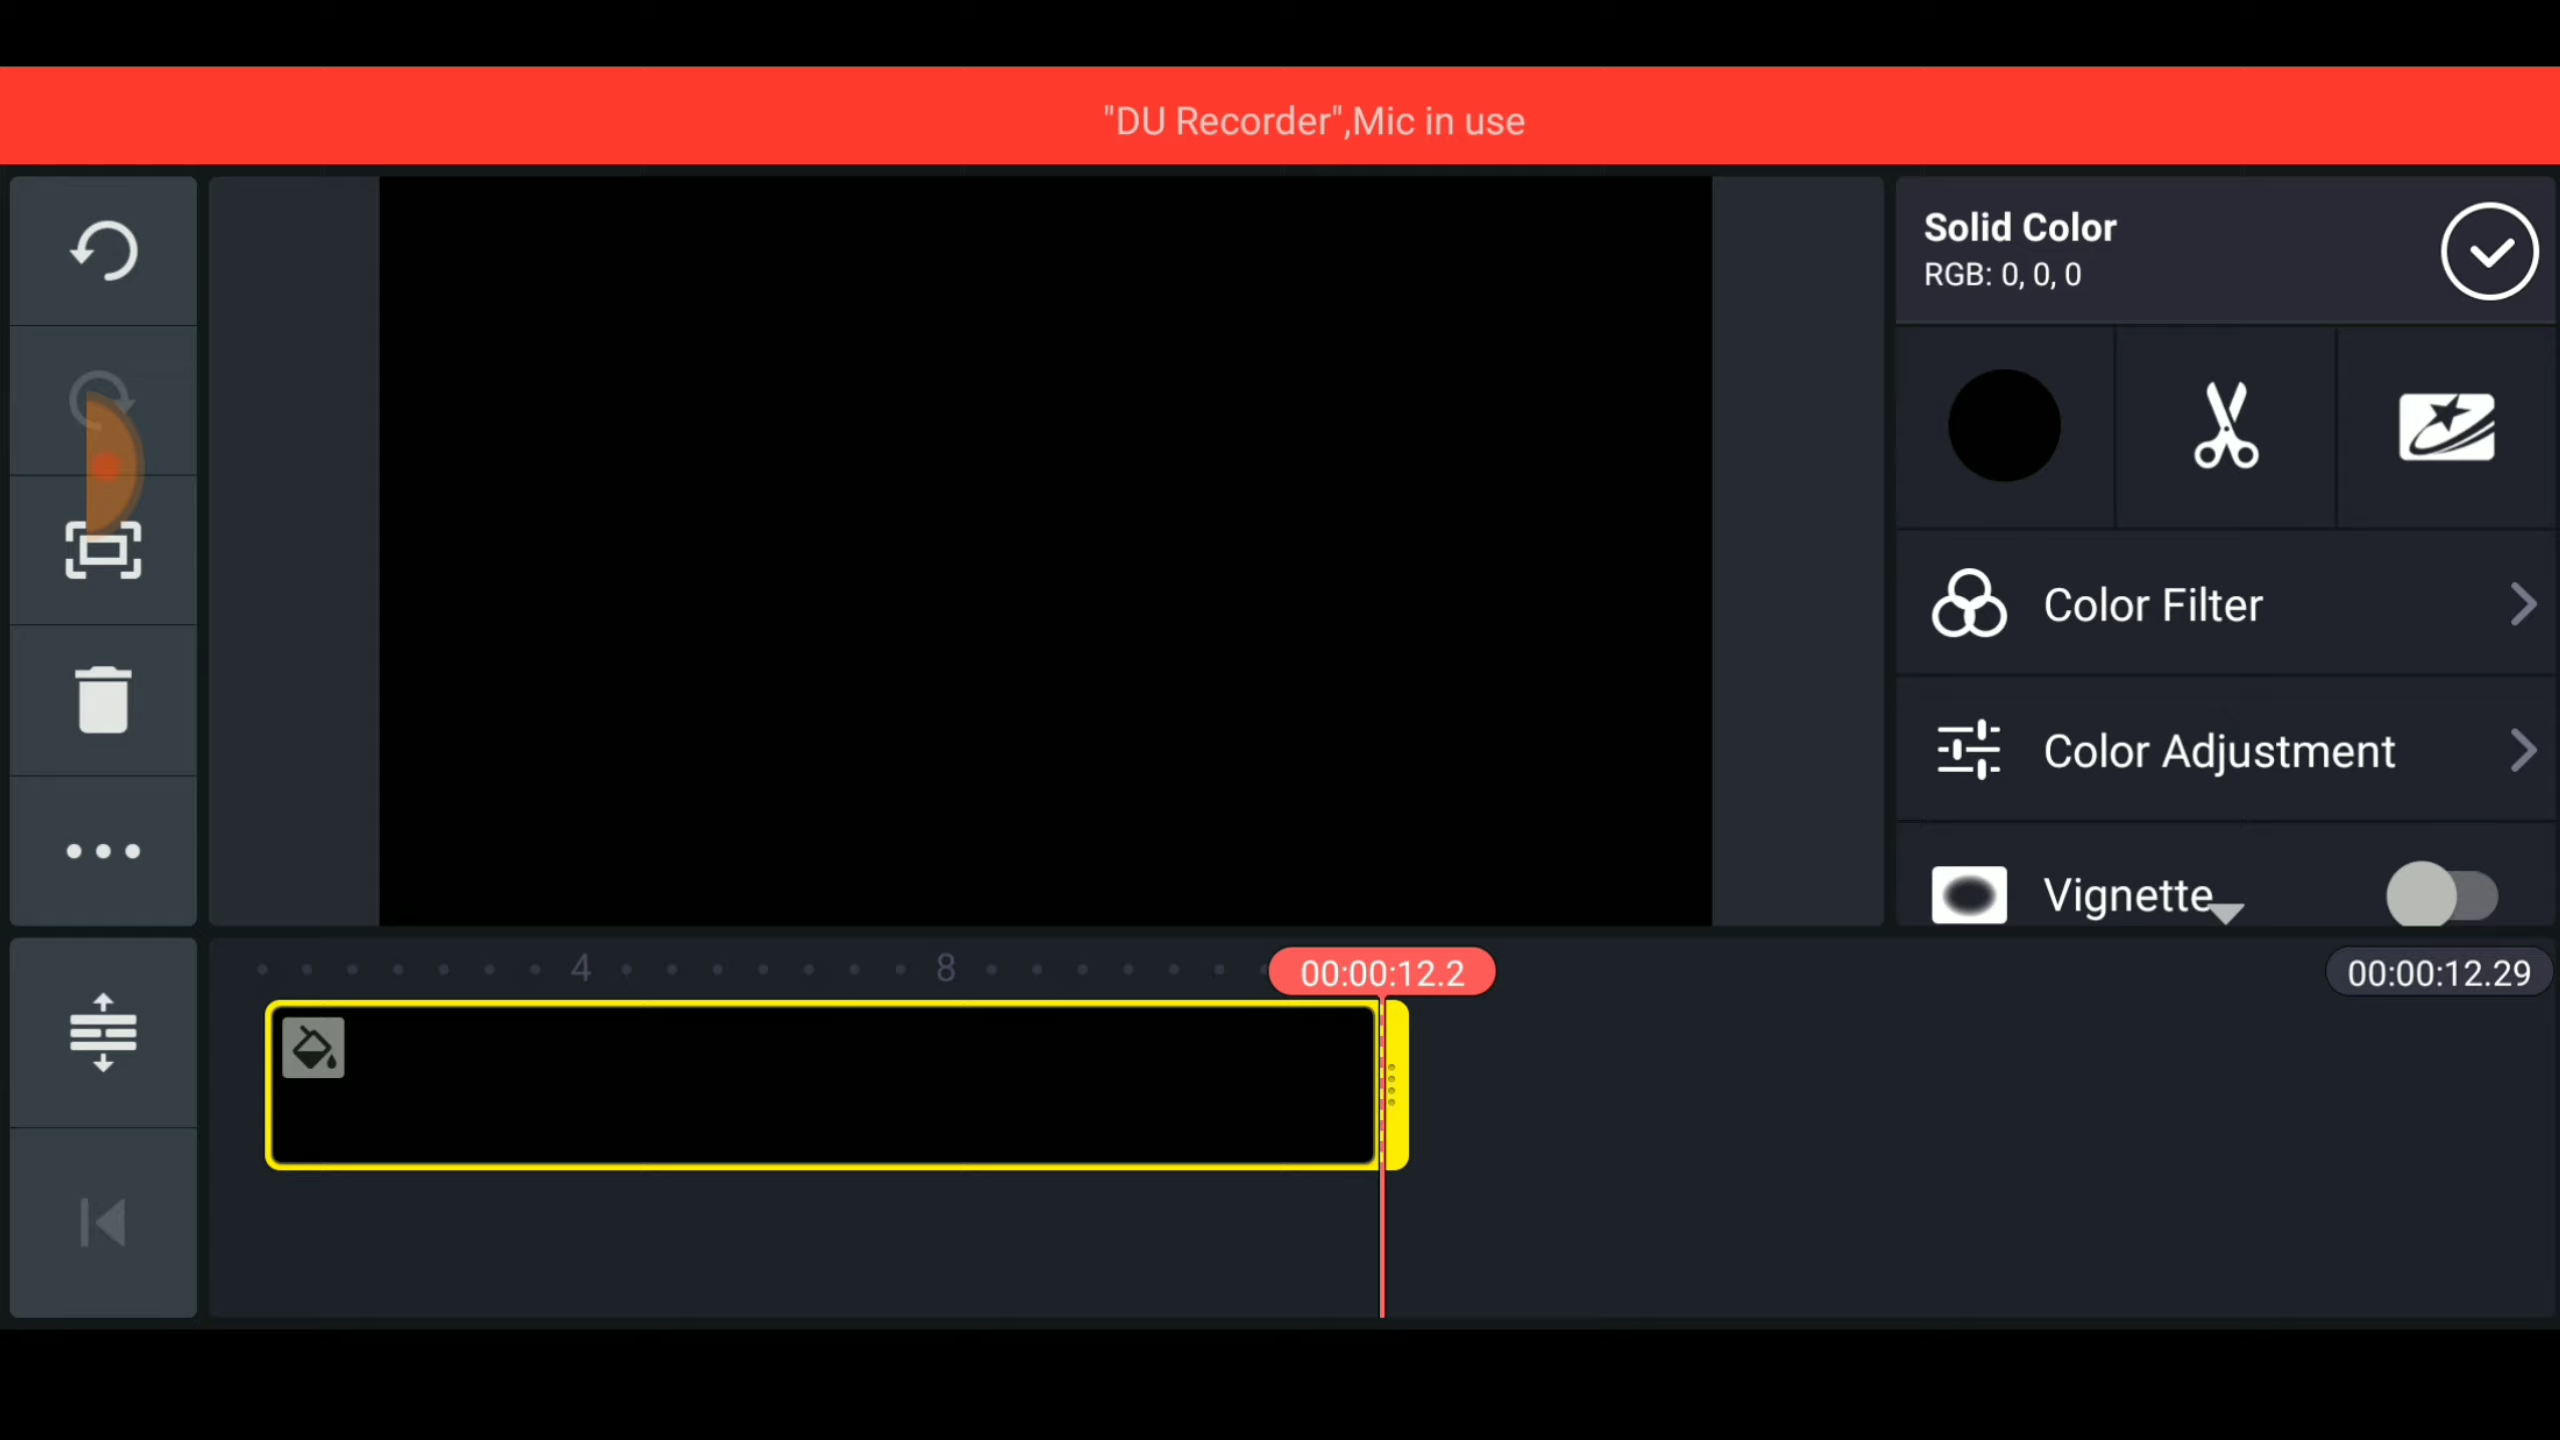 "DU Recorder",Mic in use
Solid Color
RGB: 0, 0, 0
Color Filter
Color Adjustment
Vignette
4
8
00:00:12.2
00:00:12.29